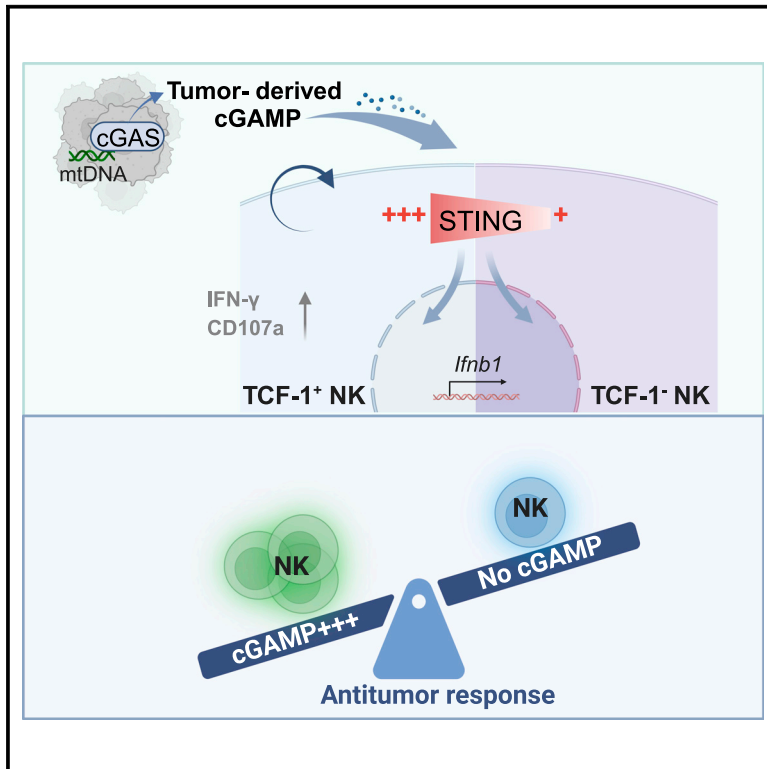 Tumor- derived
cGAMP
cGAS
mtDNA
+++ STING +
IFN-γ
CD107a
Ifnb1
TCF-1+ NK
TCF-1- NK
NK
NK
No cGAMP
cGAMP+++
Antitumor response